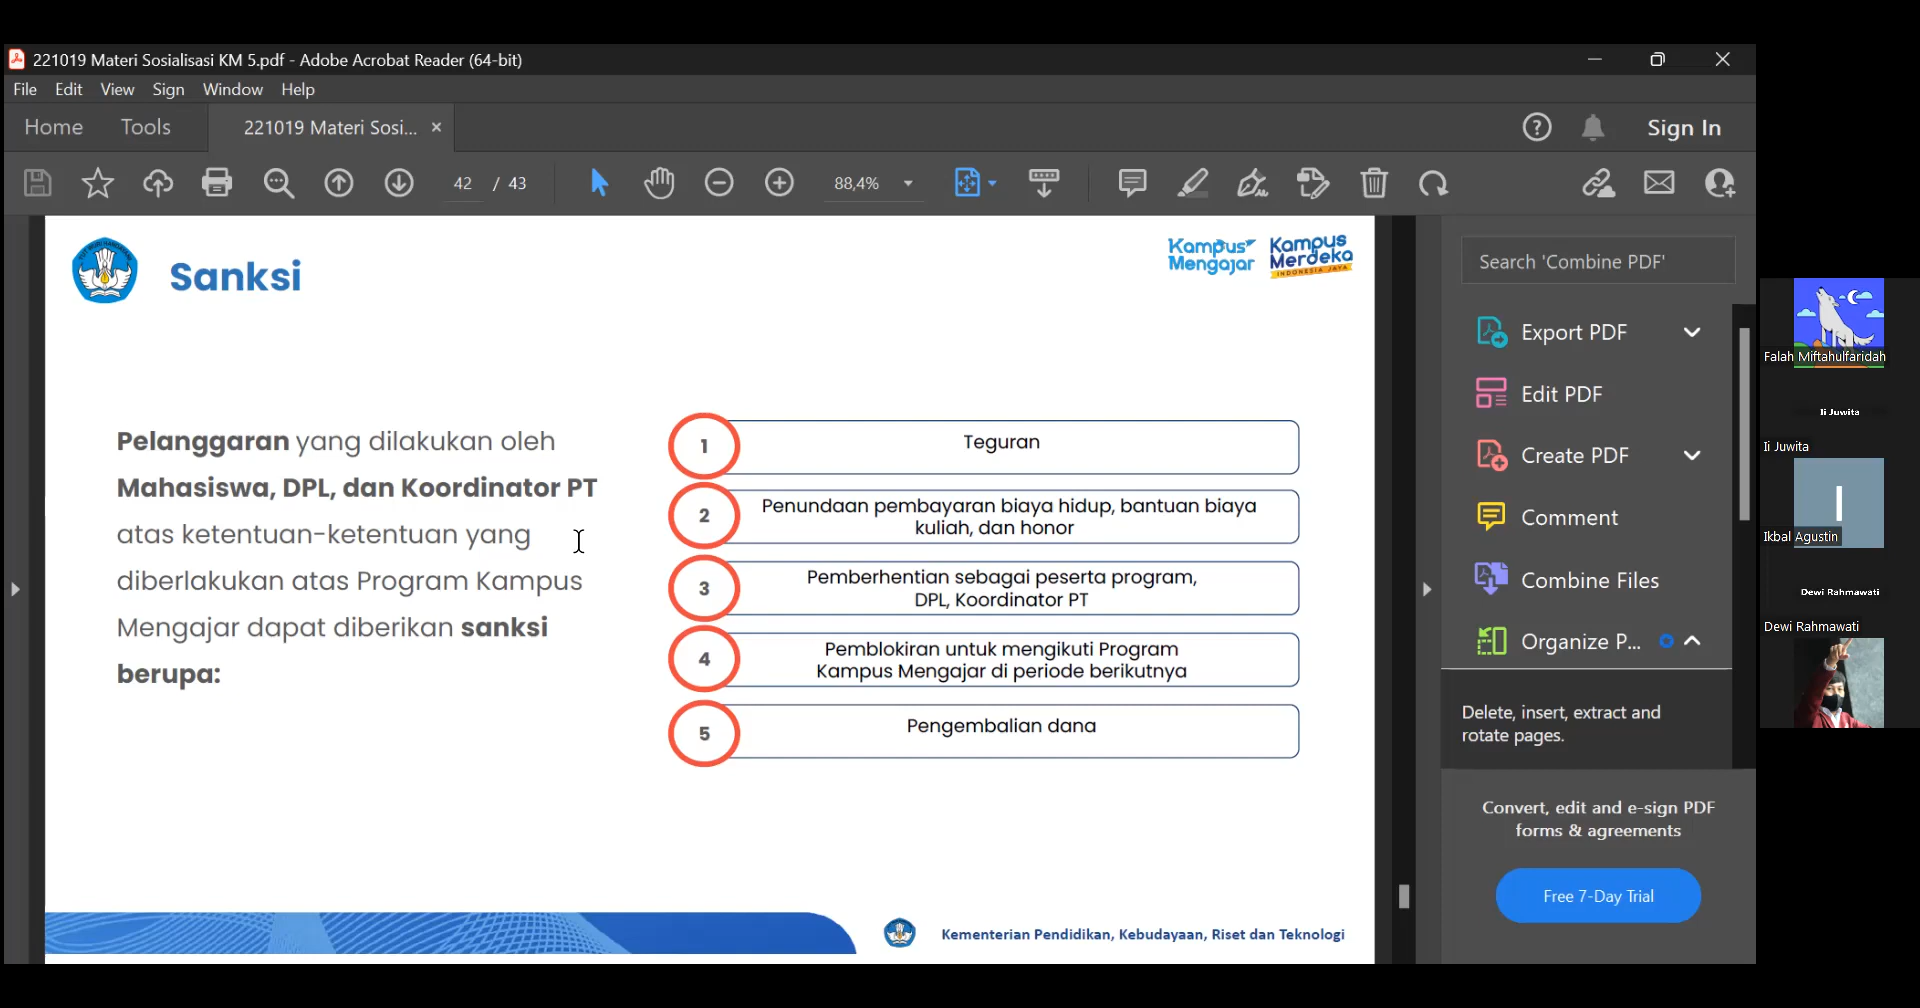 221019 Materi Sosialisasi KM 5.pdf - Adobe Acrobat Reader (64-bit)
File Edit View Sign Window Help
Home Tools 221019 Materi Sosi... ×
Sign In
42 / 43 88,4%
Sanksi
Kampus Mengajar
Kampus Merdeka
INDONESIA JAYA
Pelanggaran yang dilakukan oleh
Mahasiswa, DPL, dan Koordinator PT
atas ketentuan-ketentuan yang
diberlakukan atas Program Kampus
Mengajar dapat diberikan sanksi
berupa:
1
Teguran
2
Penundaan pembayaran biaya hidup, bantuan biaya
kuliah, dan honor
3
Pemberhentian sebagai peserta program,
DPL, Koordinator PT
4
Pemblokiran untuk mengikuti Program
Kampus Mengajar di periode berikutnya
5
Pengembalian dana
Kementerian Pendidikan, Kebudayaan, Riset dan Teknologi
Search 'Combine PDF'
Export PDF
Edit PDF
Create PDF
Comment
Combine Files
Organize P...
Delete, insert, extract and
rotate pages.
Convert, edit and e-sign PDF
forms & agreements
Free 7-Day Trial
Falah Miftahulfaridah
Ii Juwita
Ii Juwita
I
Ikbal Agustin
Dewi Rahmawati
Dewi Rahmawati